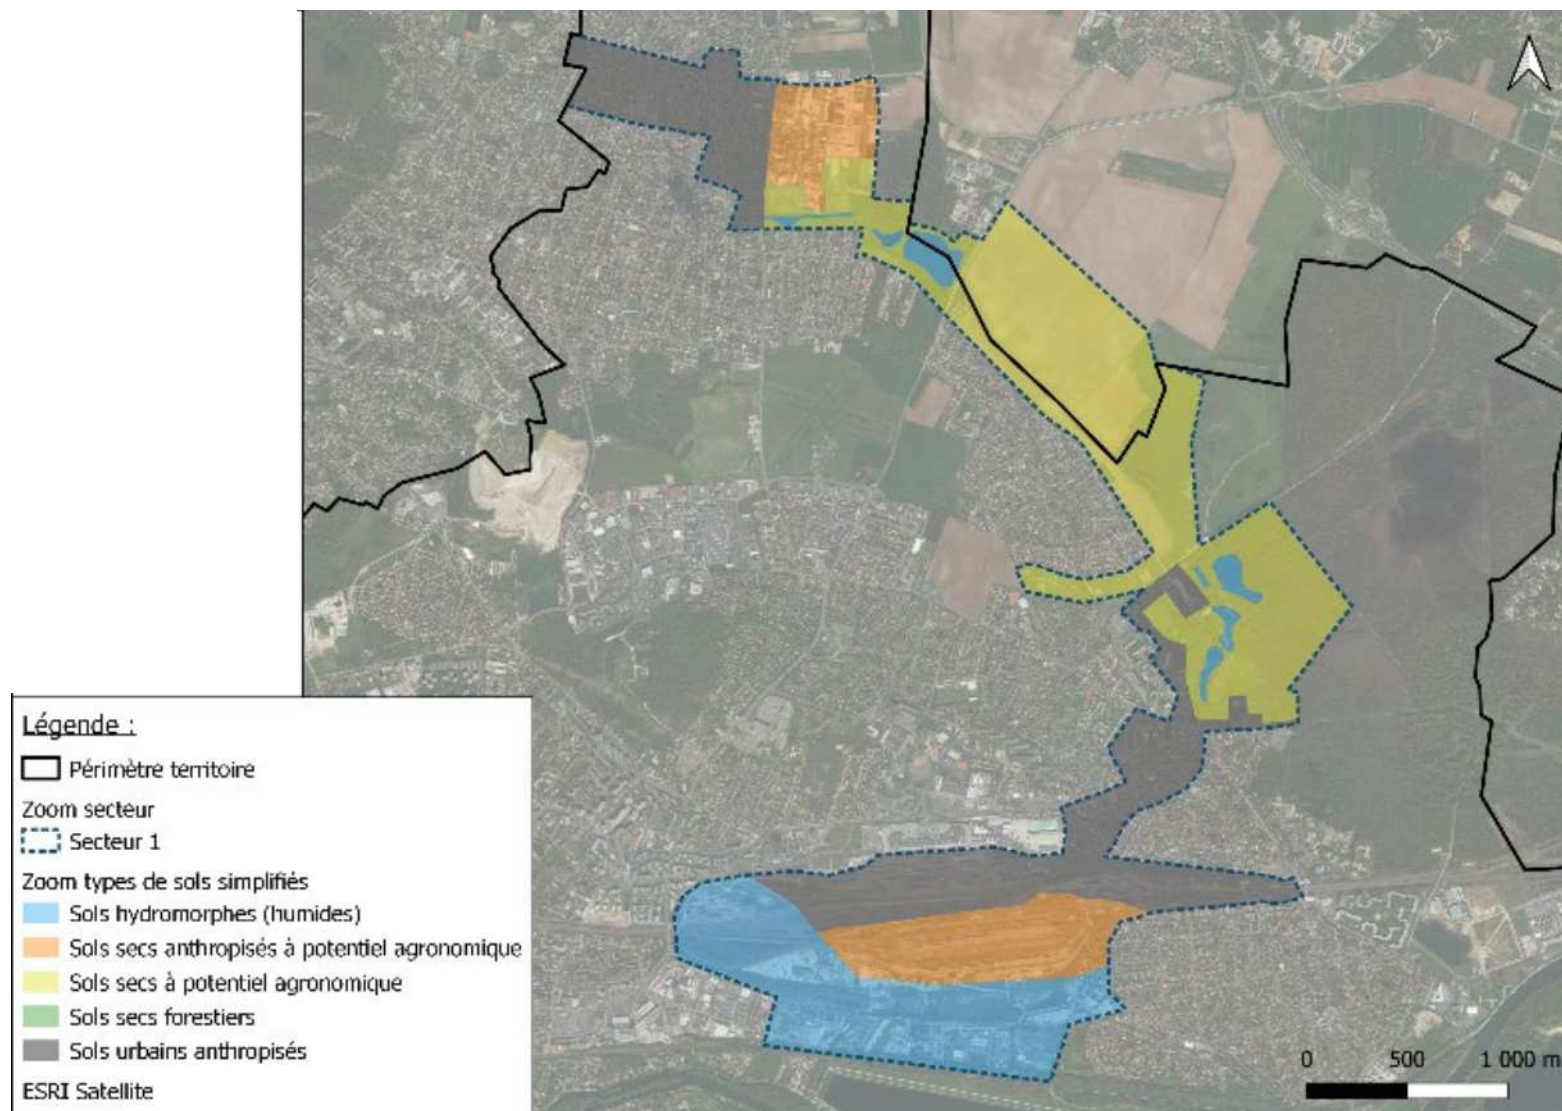 Légende :
Périmètre territoire
Zoom secteur
Secteur 1
Zoom types de sols simplifiés
Sols hydromorphes (humides)
Sols secs anthropisés à potentiel agronomique
Sols secs à potentiel agronomique
Sols secs forestiers
Sols urbains anthropisés
ESRI Satellite
0 500 1 000 m